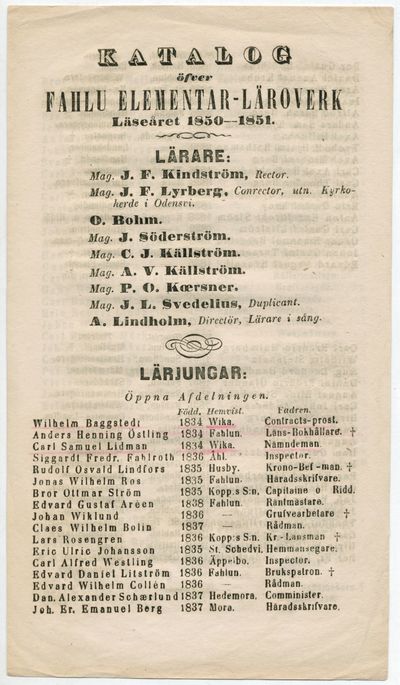 KATALOG
öfver
FAHLU ELEMENTAR-LÄROVERK
Läseåret 1850—1851.
LÄRARE:
Mag. J. F. Kindström, Rector.
Mag. J. F. Lyrberg, Conrector, utn. Kyrko-
herde i Odensvi.
O. Bohm.
Mag. J. Söderström.
Mag. C. J. Källström.
Mag. A. V. Källström.
Mag. P. O. Kœrsner.
Mag. J. L. Svedelius, Duplicant.
A. Lindholm, Directör, Lärare i sång.
LÄRJUNGAR:
Öppna Afdelningen.
Född. Hemvist. Fadren.
Wilhelm Baggstedt 1834 Wika. Contracts-prost.
Anders Henning Östling 1834 Fahlun. Läns-Bokhållare. †
Carl Samuel Lidman 1834 Wika. Nämndeman.
Siggardt Fredr. Fahlroth 1836 Åhl. Inspector.
Rudolf Osvald Lindfors 1835 Husby. Krono-Bef-man. †
Jonas Wilhelm Ros 1835 Fahlun. Häradsskrifvare.
Bror Ottmar Ström 1835 Kopp:s S:n. Capitaine o Ridd.
Edvard Gustaf Areen 1838 Fahlun. Räntmästare.
Johan Wiklund 1836 — Grufvearbetare †
Claes Wilhelm Bolin 1837 — Rådman.
Lars Rosengren 1836 Kopp:s S:n. Kr.-Länsman †
Eric Ulric Johansson 1835 St. Schedvi. Hemmansegare.
Carl Alfred Westling 1836 Äppelbo. Inspector.
Edvard Daniel Litström 1836 Fahlun. Brukspatron. †
Edvard Wilhelm Collén 1836 — Rådman.
Dan. Alexander Schærlund 1837 Hedemora. Comminister.
Joh. Er. Emanuel Berg 1837 Mora. Häradsskrifvare.